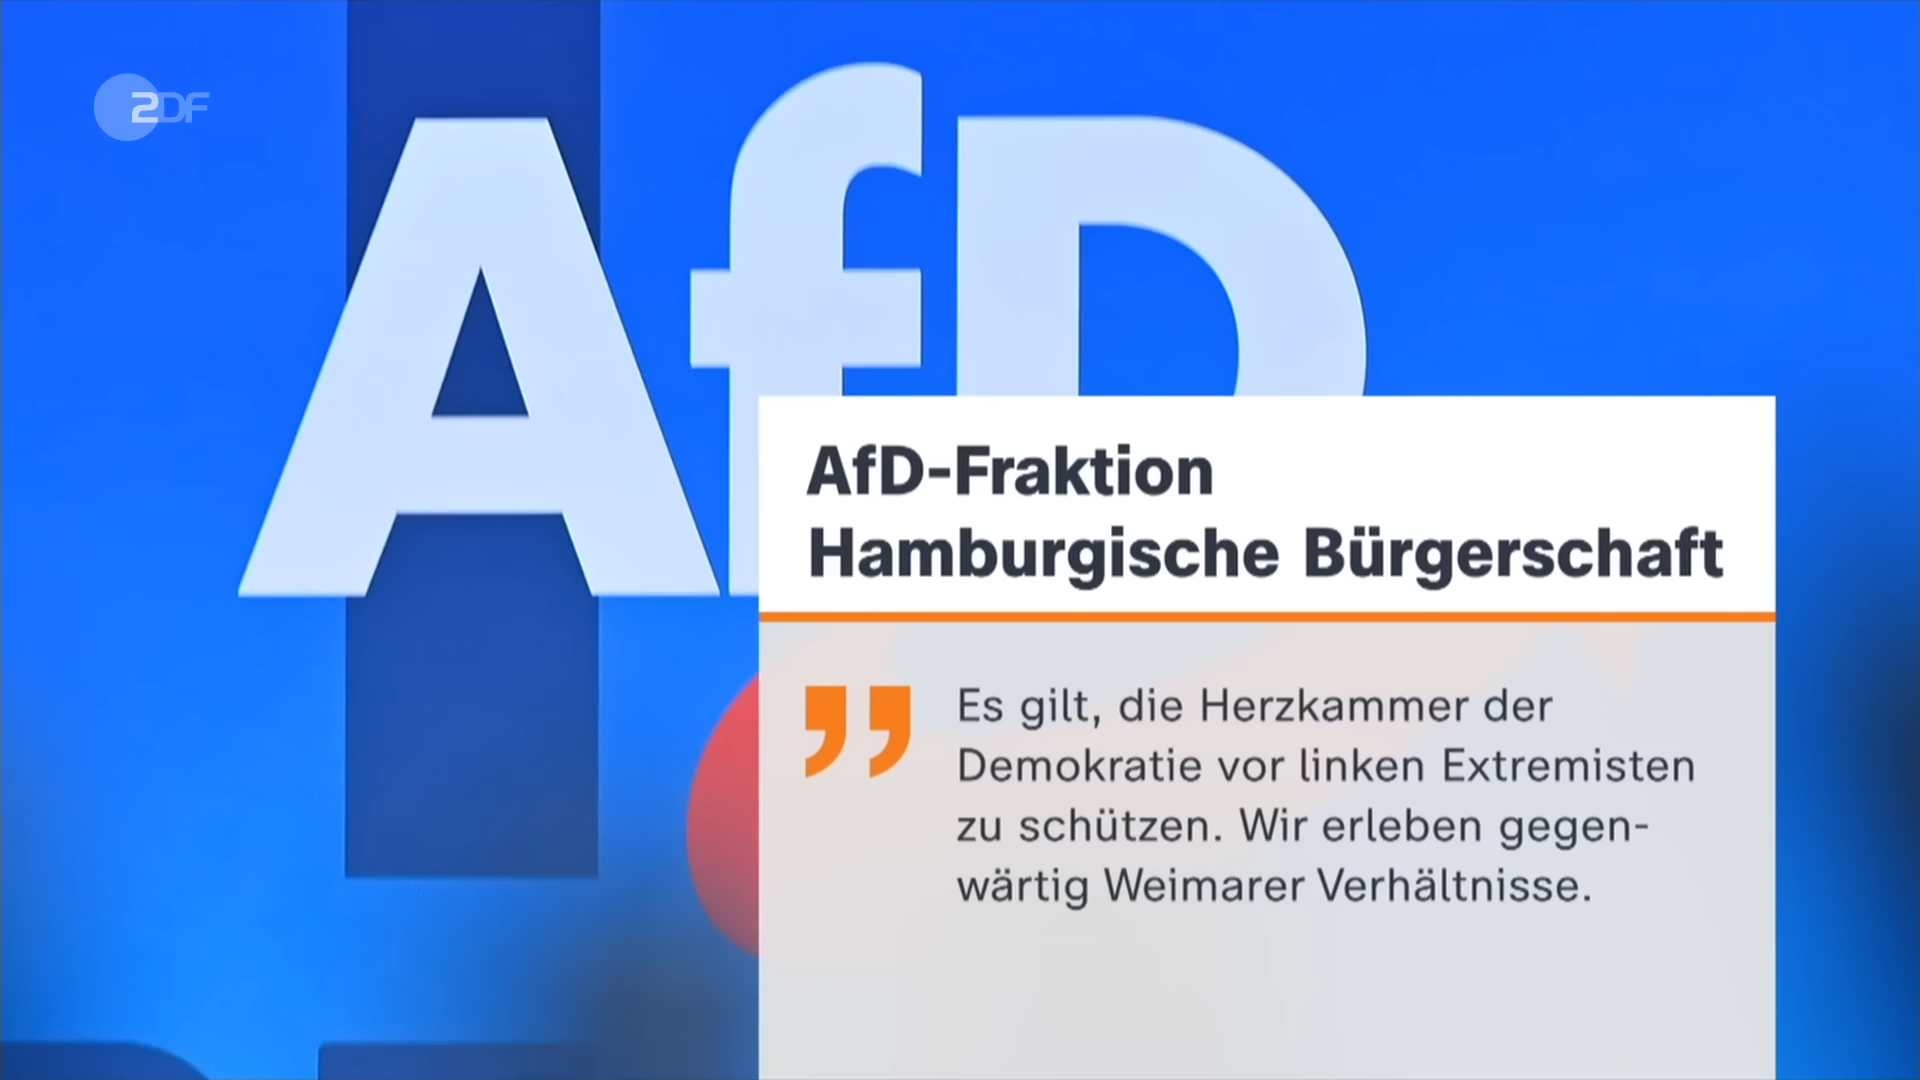 ZDF
AfD
AfD-Fraktion
Hamburgische Bürgerschaft
" Es gilt, die Herzkammer der
Demokratie vor linken Extremisten
zu schützen. Wir erleben gegen-
wärtig Weimarer Verhältnisse.